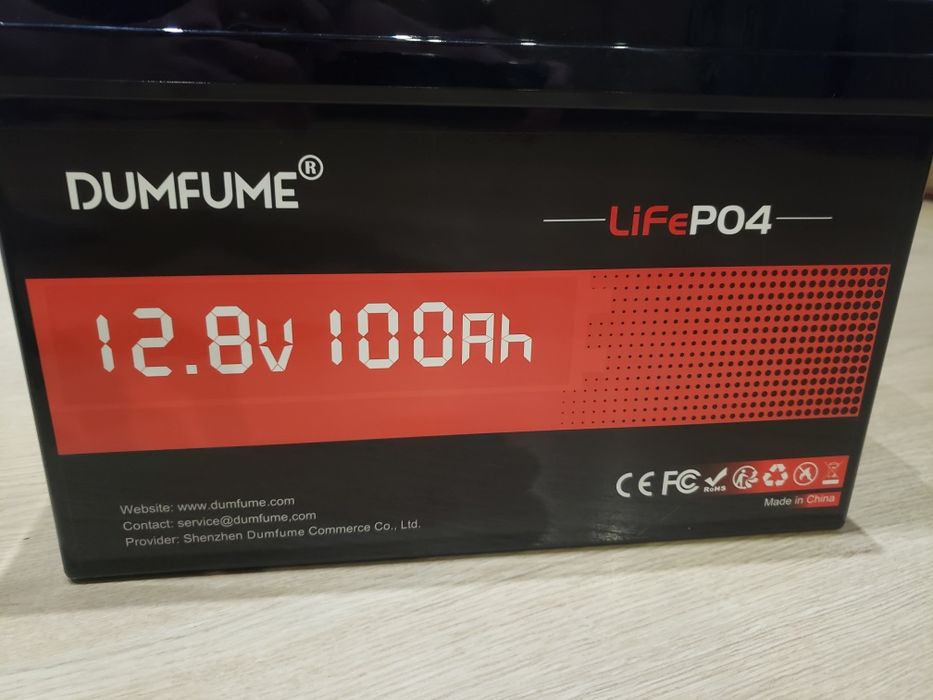 DUMFUME®
LiFePO4
12.8V 100Ah
CE FC RoHS
Made in China
Website: www.dumfume.com
Contact: service@dumfume,com
Provider: Shenzhen Dumfume Commerce Co., Ltd.